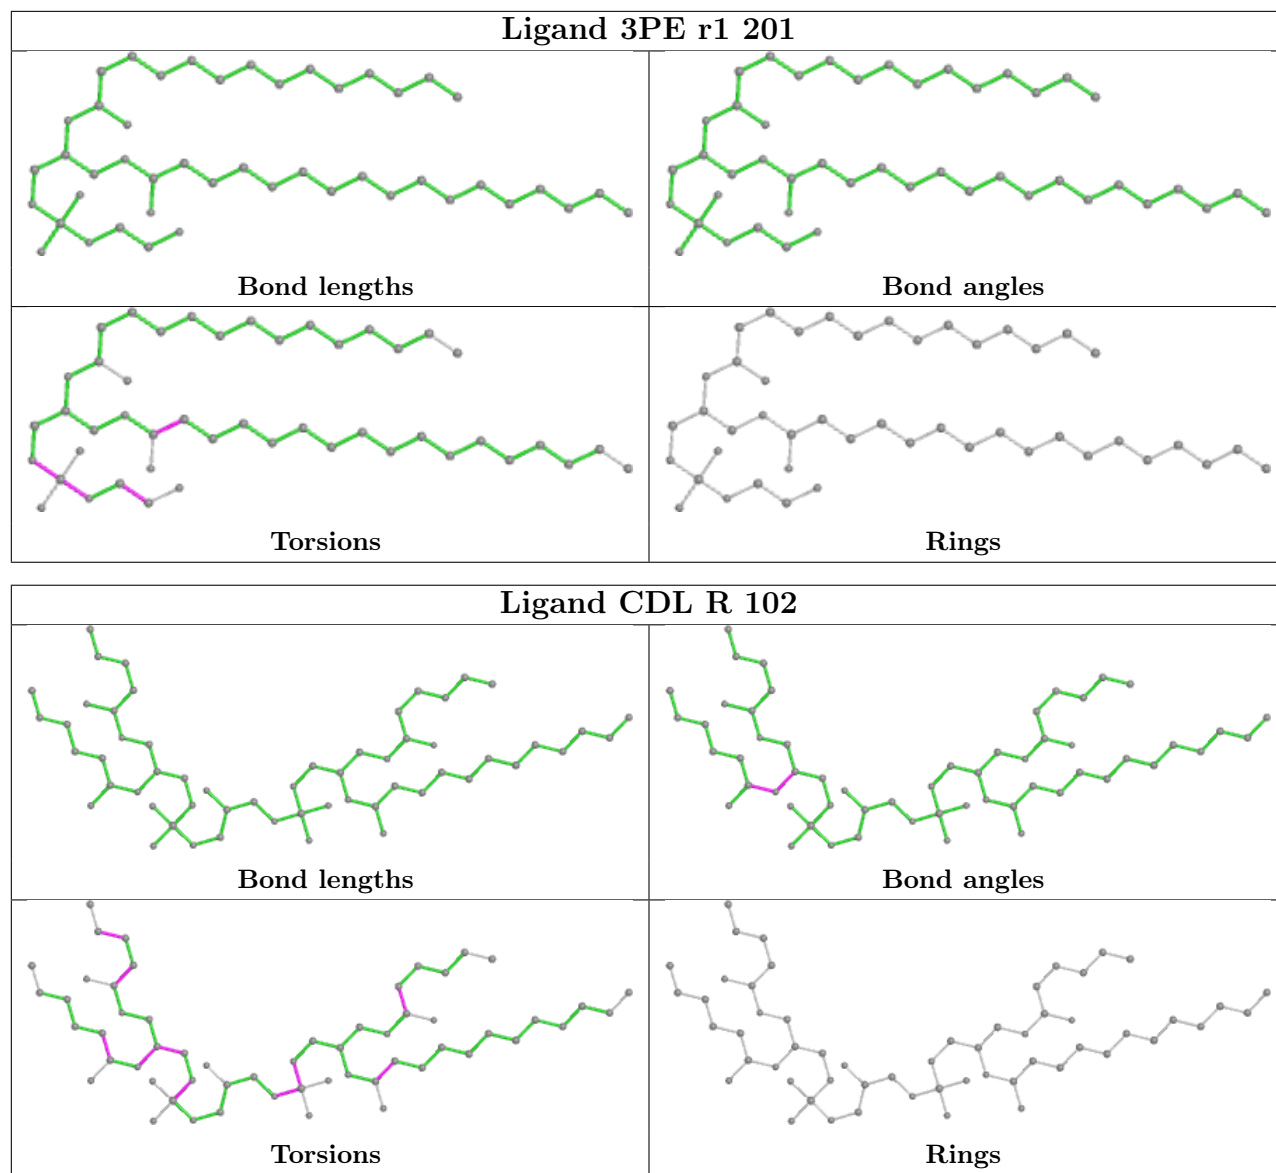 Ligand 3PE r1 201
Bond lengths
Bond angles
Torsions
Rings
Ligand CDL R 102
Bond lengths
Bond angles
Torsions
Rings